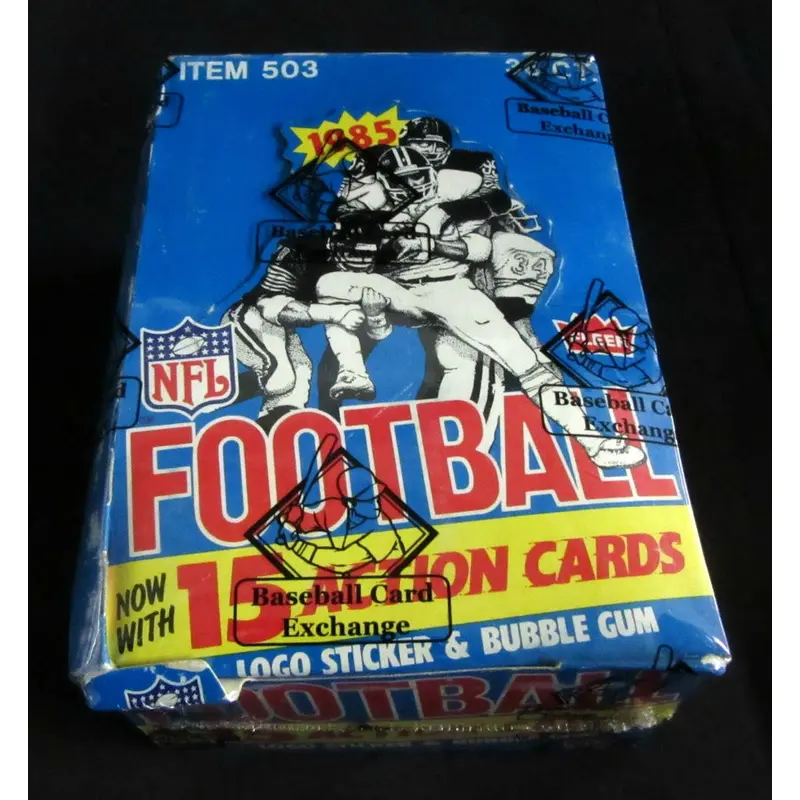 ITEM 503
1985
Baseball Card
Exchange
34
NFL
FLEER
Baseball
Exchange
FOOTBALL
NOW
WITH
15 ACTION CARDS
Baseball Card
Exchange
LOGO STICKER & BUBBLE GUM
FOOTBALL